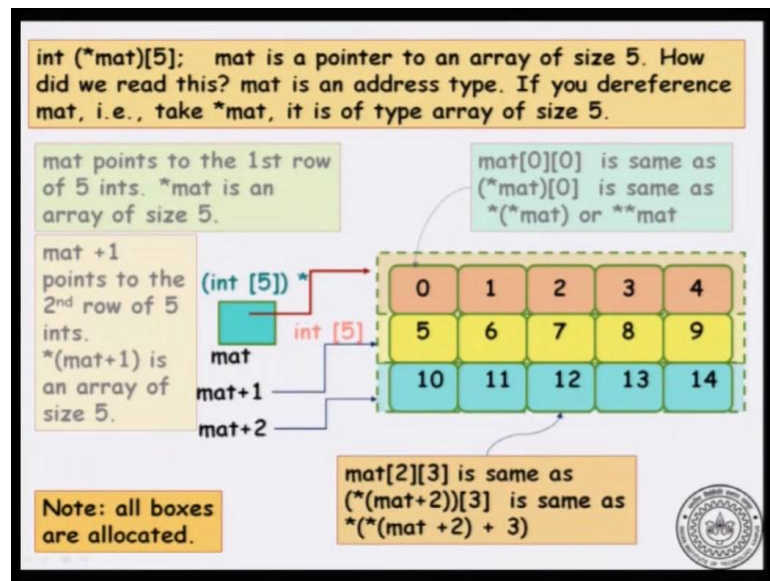 int (*mat)[5]; mat is a pointer to an array of size 5. How
did we read this? mat is an address type. If you dereference
mat, i.e., take *mat, it is of type array of size 5.
mat points to the 1st row
of 5 ints. *mat is an
array of size 5.
mat[0][0] is same as
(*mat)[0] is same as
*(*mat) or **mat
mat +1
points to the
2nd row of 5
ints.
*(mat+1) is
an array of
size 5.
(int [5]) *
int [5]
mat
mat+1
mat+2
0 1 2 3 4
5 6 7 8 9
10 11 12 13 14
mat[2][3] is same as
(*(mat+2))[3] is same as
*(*(mat +2) + 3)
Note: all boxes
are allocated.